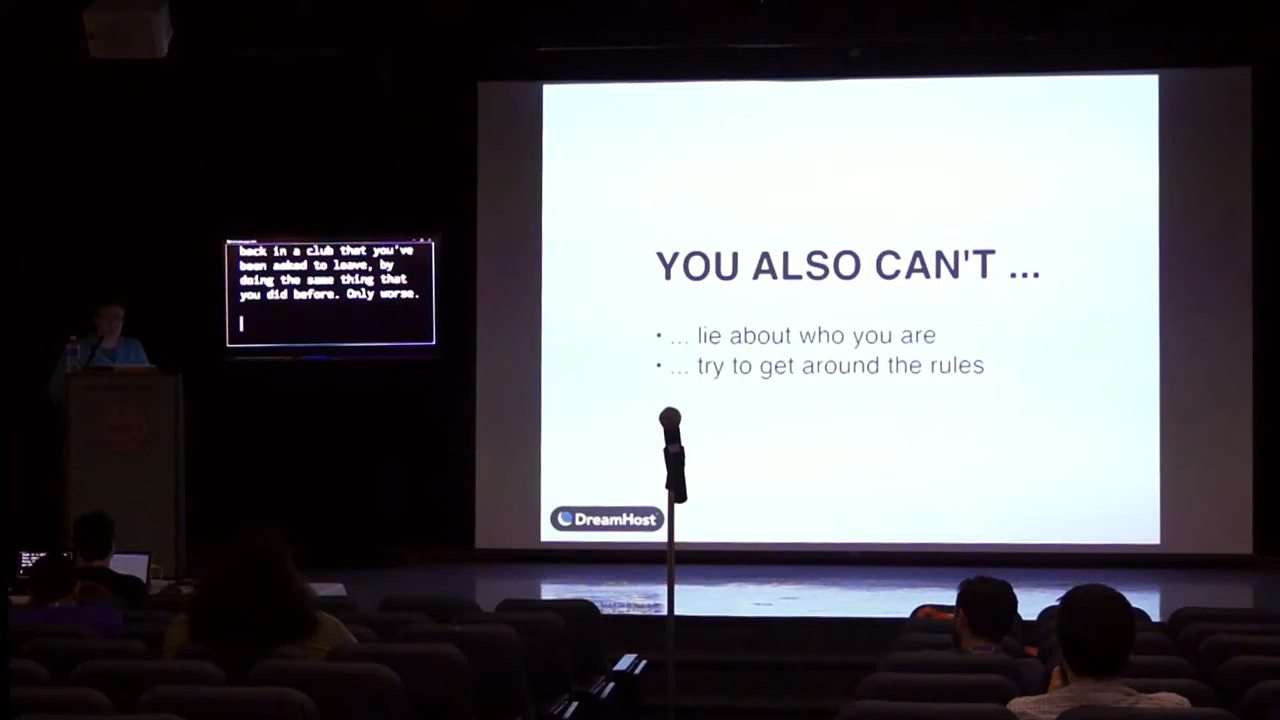 back in a club that you've
been asked to leave, by
doing the same thing that
you did before. Only worse.
YOU ALSO CAN'T ...
• ... lie about who you are
• ... try to get around the rules
DreamHost